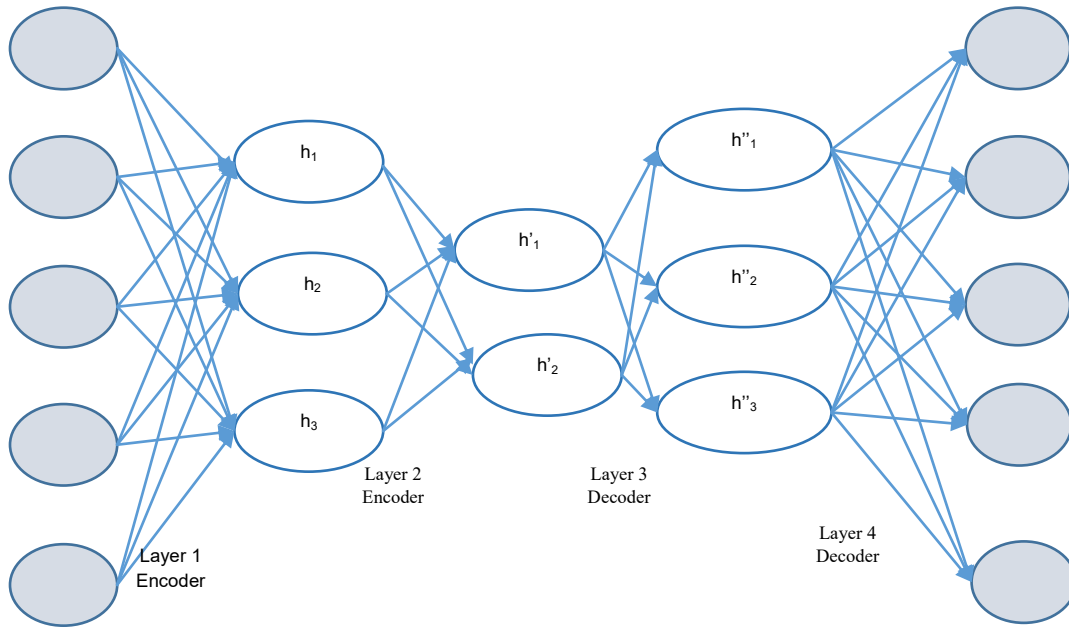 h₁
h₂
h₃
h'₁
h'₂
h''₁
h''₂
h''₃
Layer 1
Encoder
Layer 2
Encoder
Layer 3
Decoder
Layer 4
Decoder